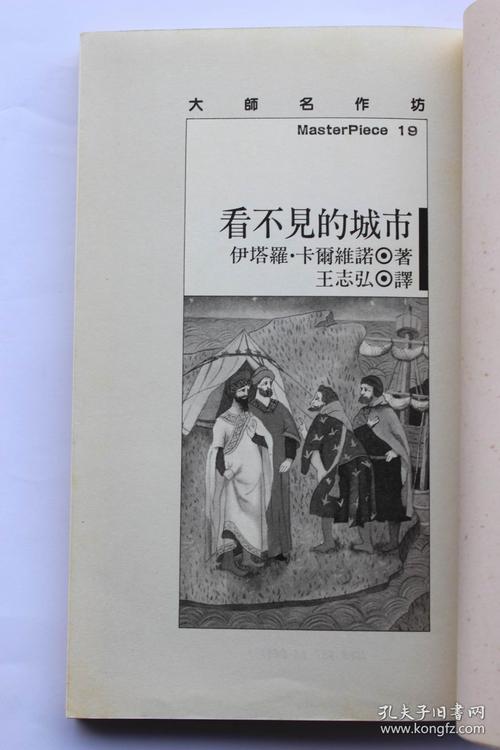 大師名作坊
MasterPiece 19
看不見的城市
伊塔羅·卡爾維諾◎著
王志弘◎譯
孔夫子旧书网
www.kongfz.com